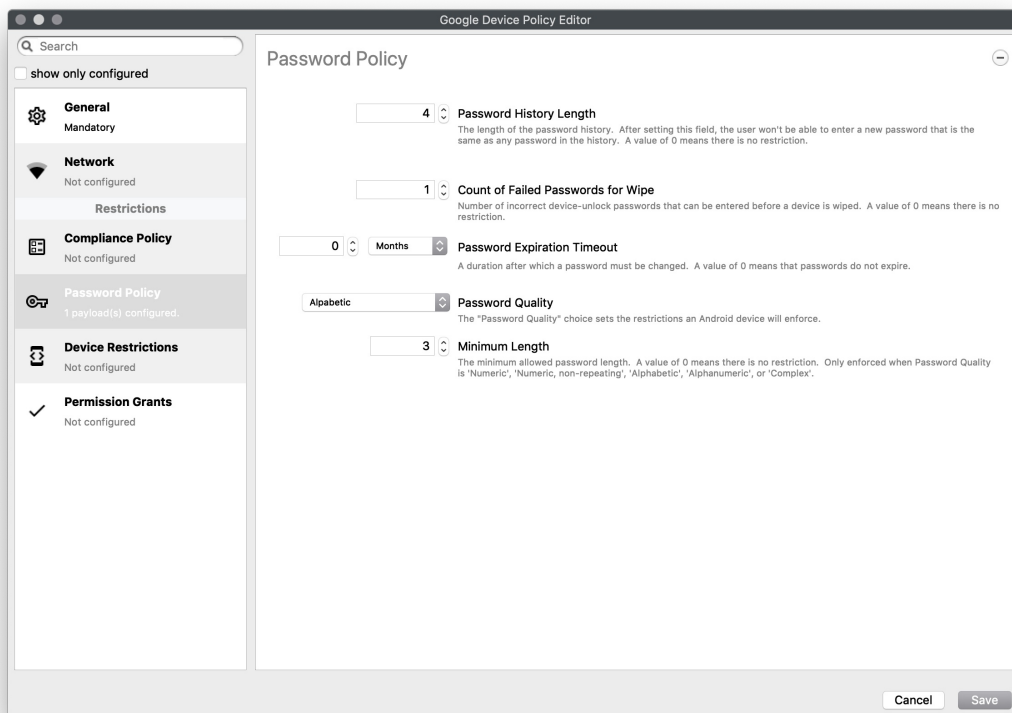 Google Device Policy Editor
Search
show only configured
General
Mandatory
Network
Not configured
Restrictions
Compliance Policy
Not configured
Password Policy
1 payload(s) configured.
Device Restrictions
Not configured
Permission Grants
Not configured
Password Policy
4 Password History Length
The length of the password history. After setting this field, the user won't be able to enter a new password that is the
same as any password in the history. A value of 0 means there is no restriction.
1 Count of Failed Passwords for Wipe
Number of incorrect device-unlock passwords that can be entered before a device is wiped. A value of 0 means there is no
restriction.
0 Months Password Expiration Timeout
A duration after which a password must be changed. A value of 0 means that passwords do not expire.
Alpabetic Password Quality
The "Password Quality" choice sets the restrictions an Android device will enforce.
3 Minimum Length
The minimum allowed password length. A value of 0 means there is no restriction. Only enforced when Password Quality
is 'Numeric', 'Numeric, non-repeating', 'Alphabetic', 'Alphanumeric', or 'Complex'.
Cancel Save